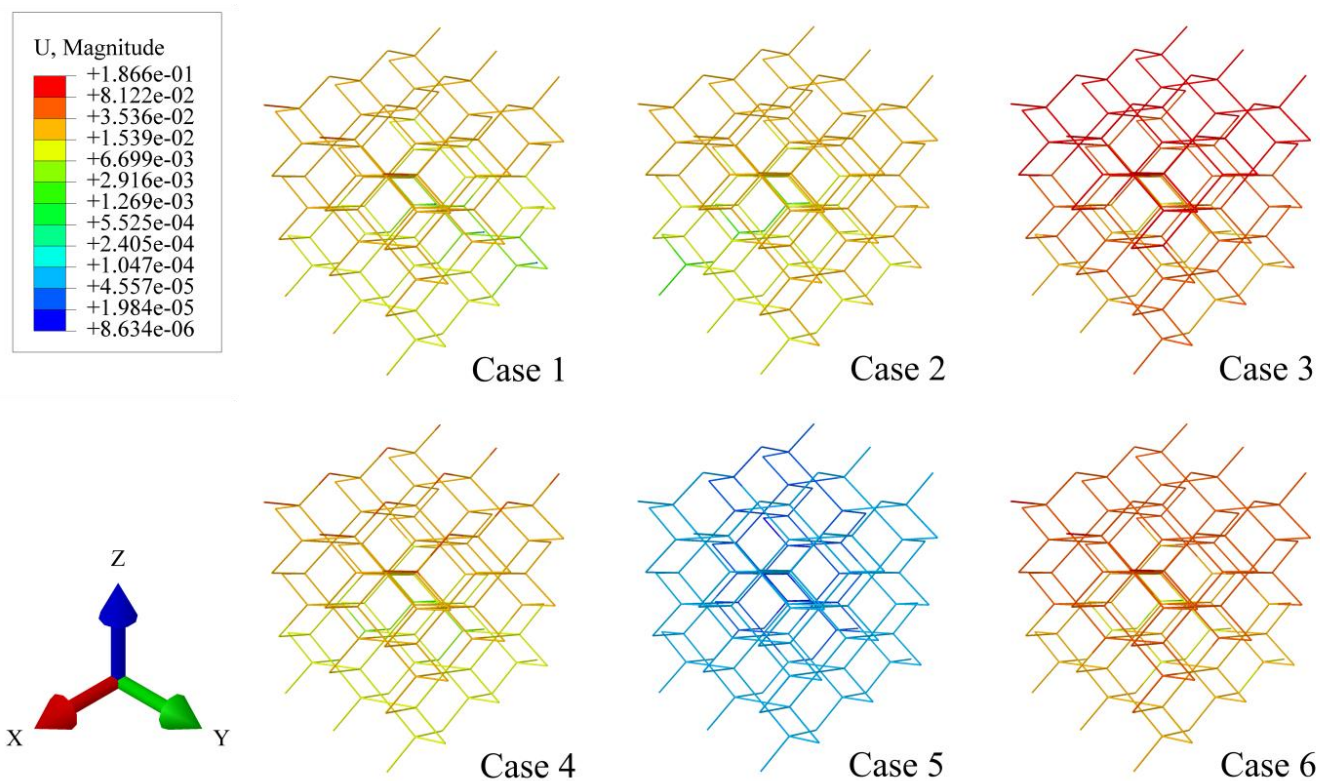 U, Magnitude
+1.866e-01
+8.122e-02
+3.536e-02
+1.539e-02
+6.699e-03
+2.916e-03
+1.269e-03
+5.525e-04
+2.405e-04
+1.047e-04
+4.557e-05
+1.984e-05
+8.634e-06
Case 1
Case 2
Case 3
Z
X
Y
Case 4
Case 5
Case 6